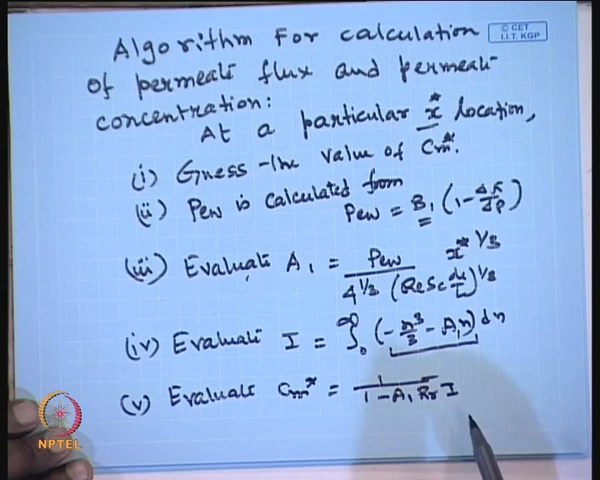 Algorithm for calculation
© CET
I.I.T. KGP
of permeate flux and permeate
concentration:
At a particular x* location,
(i) Guess the value of Cm*.
(ii) Pew is calculated from
Pew = B1 (1 - Δπ/ΔP)
(iii) Evaluate A1 = Pew / (4^1/3 (ReSc de/L)^1/3) x*^1/3
(iv) Evaluate I = ∫0^∞ (-η^3/3 - A1η) dη
(v) Evaluate Cm* = 1 / (1 - A1 Rr I)
NPTEL